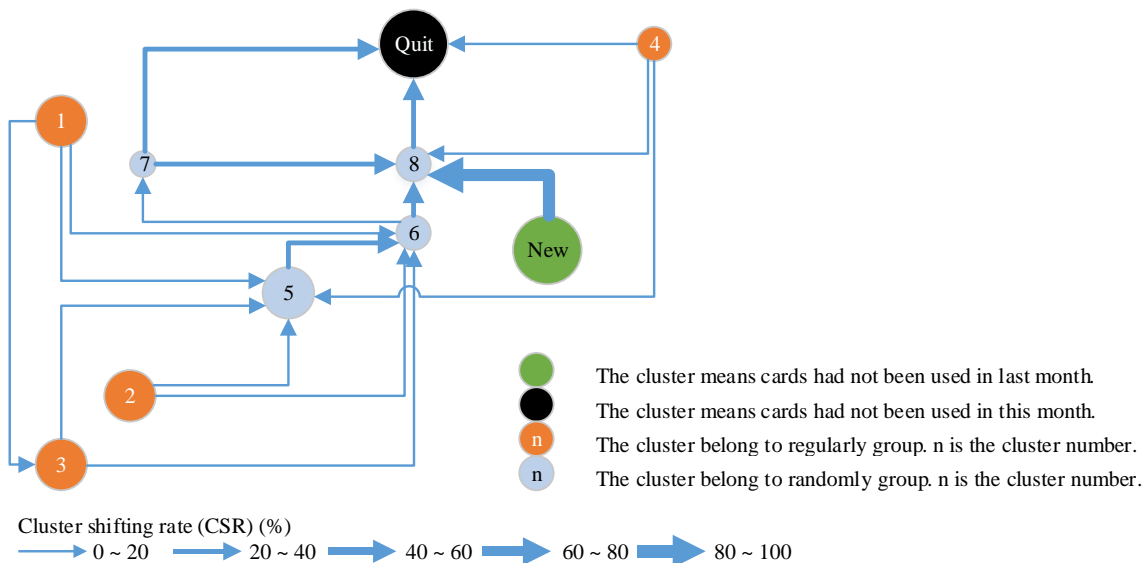 Quit
4
1
7
8
6
New
5
2
3
The cluster means cards had not been used in last month.
The cluster means cards had not been used in this month.
n The cluster belong to regularly group. n is the cluster number.
n The cluster belong to randomly group. n is the cluster number.
Cluster shifting rate (CSR) (%)
0 ~ 20 20 ~ 40 40 ~ 60 60 ~ 80 80 ~ 100